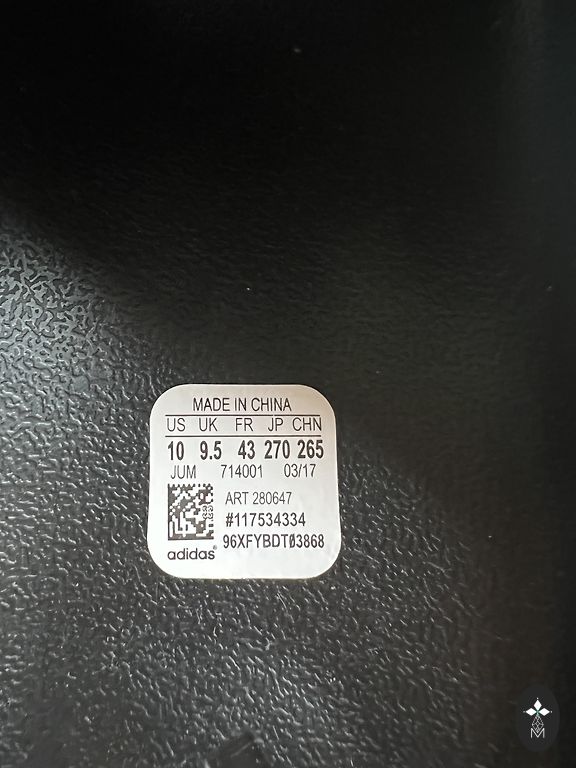 MADE IN CHINA
US UK FR JP CHN
10 9.5 43 270 265
JUM 714001 03/17
ART 280647
#117534334
96XFYBDT03868
adidas®
M